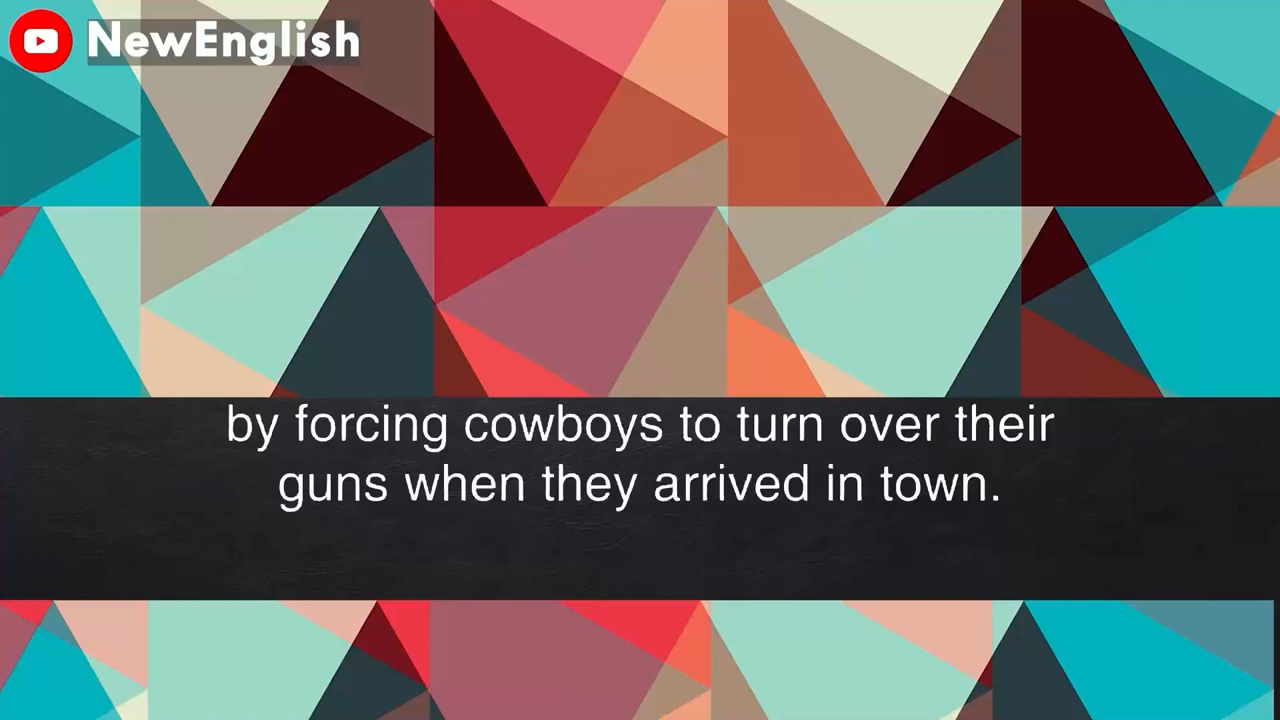 NewEnglish
by forcing cowboys to turn over their
guns when they arrived in town.